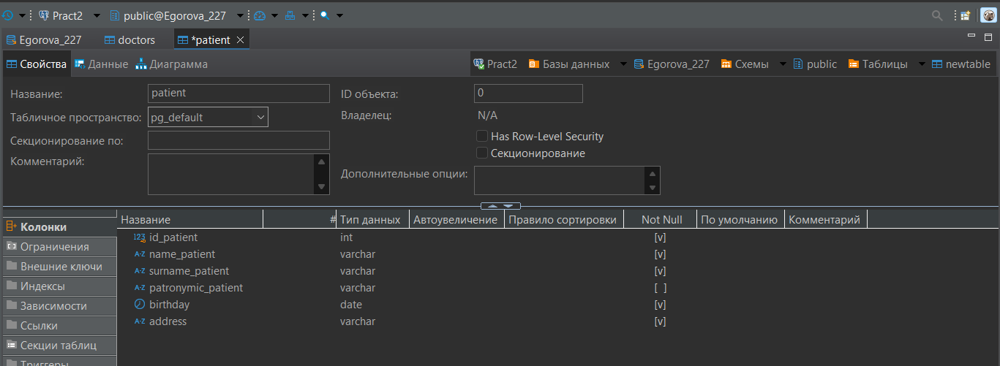 Pract2 public@Egorova_227
Egorova_227 doctors *patient
Свойства Данные Диаграмма Pract2 Базы данных Egorova_227 Схемы public Таблицы newtable
Название: patient ID объекта: 0
Табличное пространство: pg_default Владелец: N/A
Секционирование по: Has Row-Level Security
Комментарий: Секционирование
Дополнительные опции:
Название # Тип данных Автоувеличение Правило сортировки Not Null По умолчанию Комментарий
Колонки 123 id_patient int [v]
Ограничения A-Z name_patient varchar [v]
Внешние ключи A-Z surname_patient varchar [v]
Индексы A-Z patronymic_patient varchar [ ]
Зависимости birthday date [v]
Ссылки A-Z address varchar [v]
Секции таблиц
Триггеры